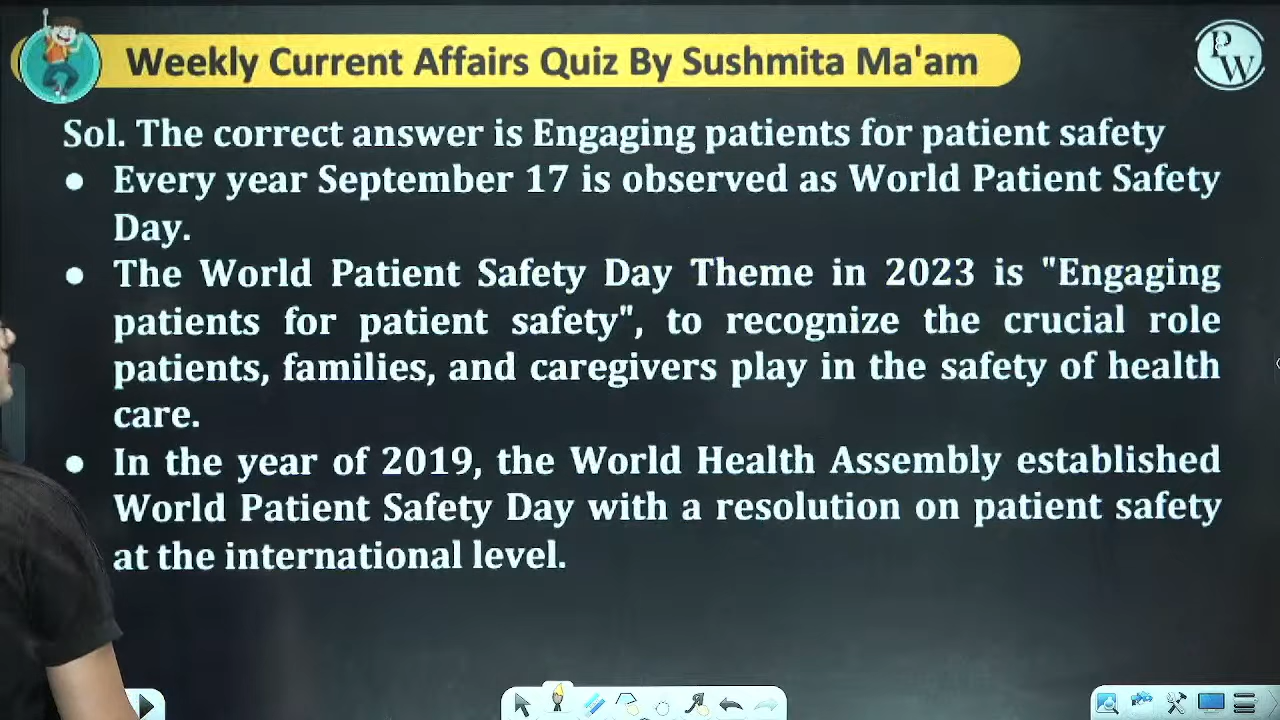 Weekly Current Affairs Quiz By Sushmita Ma'am
PW
Sol. The correct answer is Engaging patients for patient safety
● Every year September 17 is observed as World Patient Safety
Day.
● The World Patient Safety Day Theme in 2023 is "Engaging
patients for patient safety", to recognize the crucial role
patients, families, and caregivers play in the safety of health
care.
● In the year of 2019, the World Health Assembly established
World Patient Safety Day with a resolution on patient safety
at the international level.